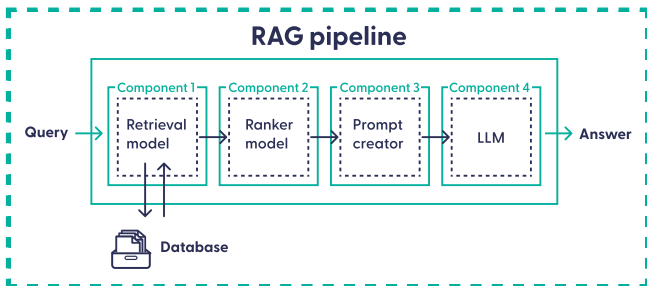 RAG pipeline
Component 1
Component 2
Component 3
Component 4
Query
Retrieval
model
Ranker
model
Prompt
creator
LLM
Answer
Database